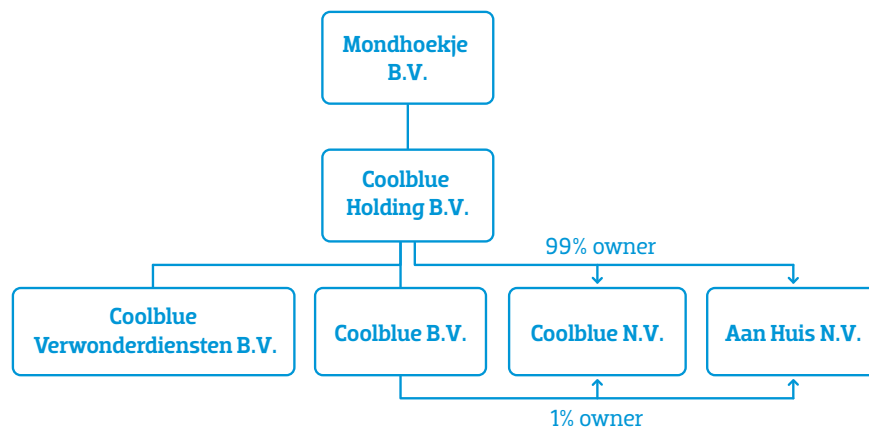 Mondhoekje
B.V.
Coolblue
Holding B.V.
99% owner
Coolblue
Verwonderdiensten B.V.
Coolblue B.V.
Coolblue N.V.
Aan Huis N.V.
1% owner